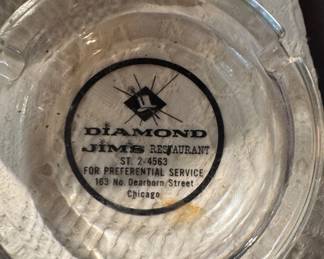 DIAMOND
JIM'S RESTAURANT
ST. 2-4563
FOR PREFERENTIAL SERVICE
163 No. Dearborn Street
Chicago